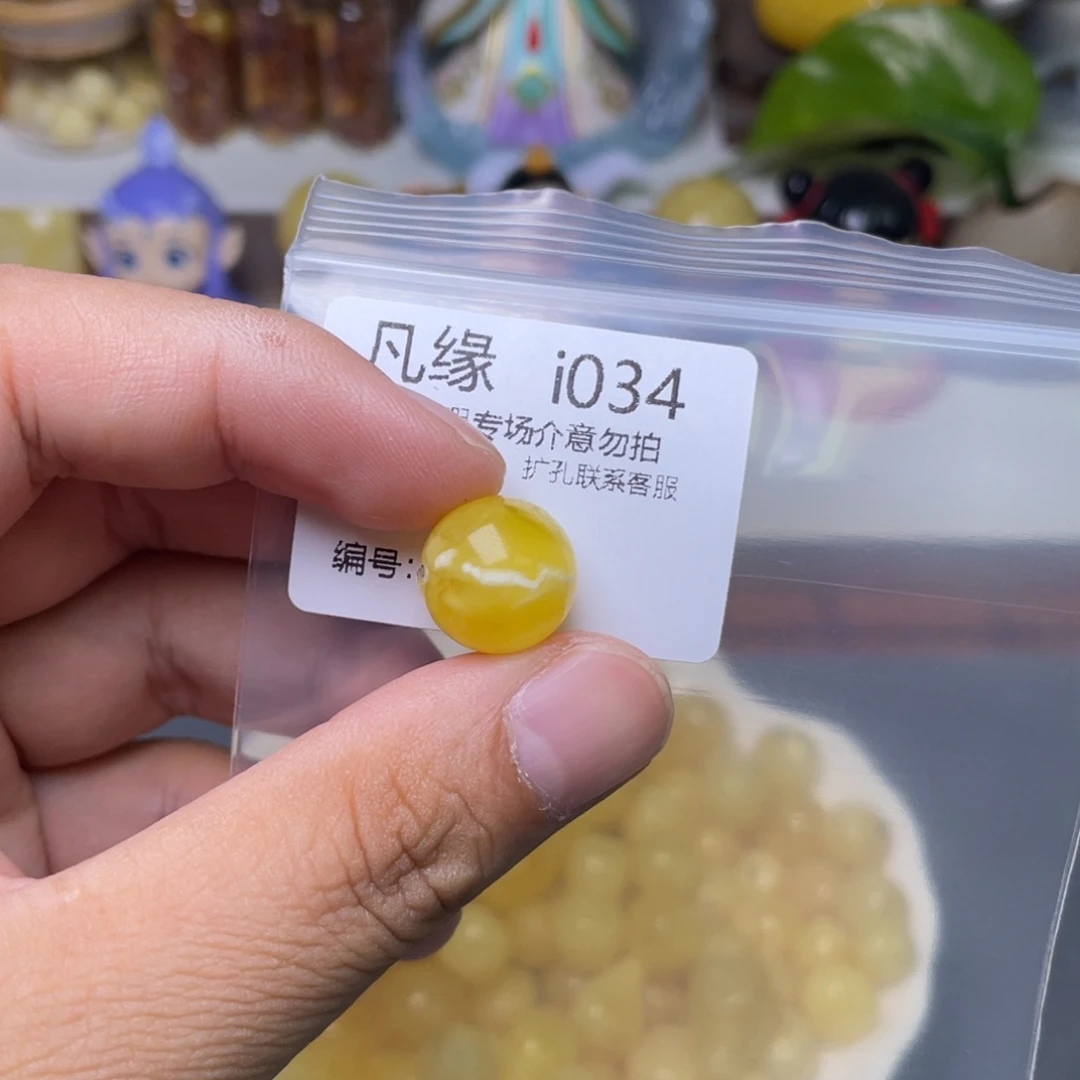 凡缘 i034
专场介意勿拍
扩孔联系客服
编号: